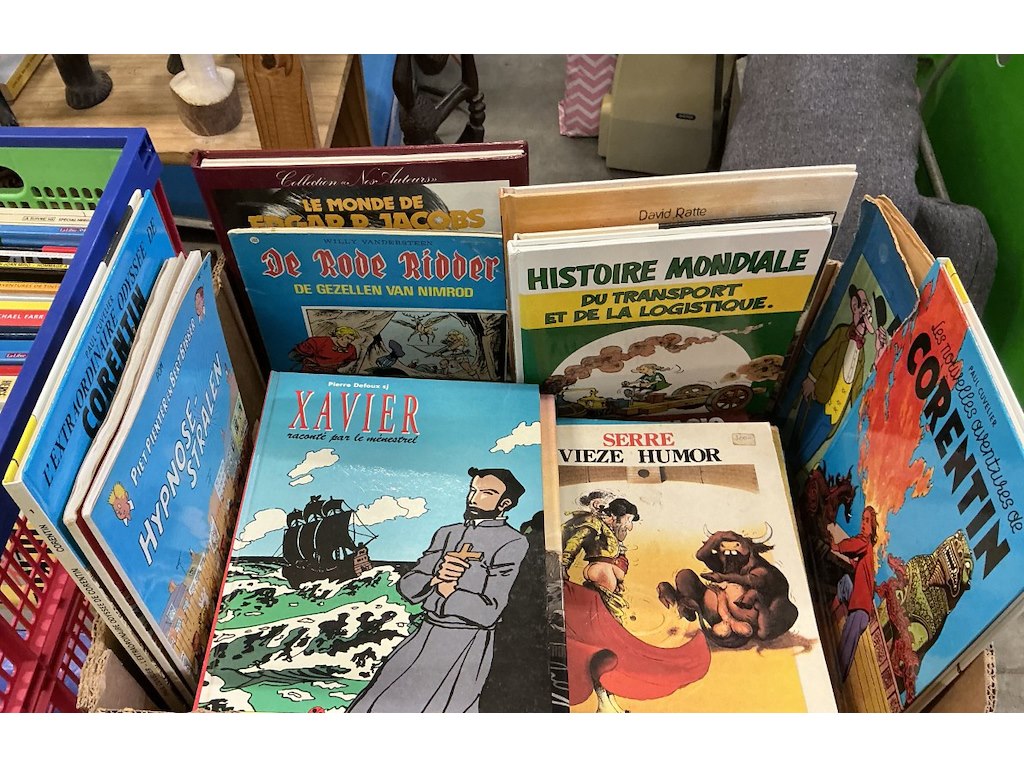 Collection «Nos Auteurs»
LE MONDE DE
EDGAR P. JACOBS
WILLY VANDERSTEEN
De Rode Ridder
DE GEZELLEN VAN NIMROD
David Ratte
HISTOIRE MONDIALE
DU TRANSPORT
ET DE LA LOGISTIQUE.
Pierre Defoux sj
XAVIER
raconté par le ménestrel
SERRE
VIEZE HUMOR
PAUL CUVELIER
L'EXTRAORDINAIRE ODYSSÉE DE
CORENTIN
PIET PIENTER EN BERT BIBBER
HYPNOSE-
STRALEN
PAUL CUVELIER
Les nouvelles aventures de
CORENTIN
MICHAEL FARR